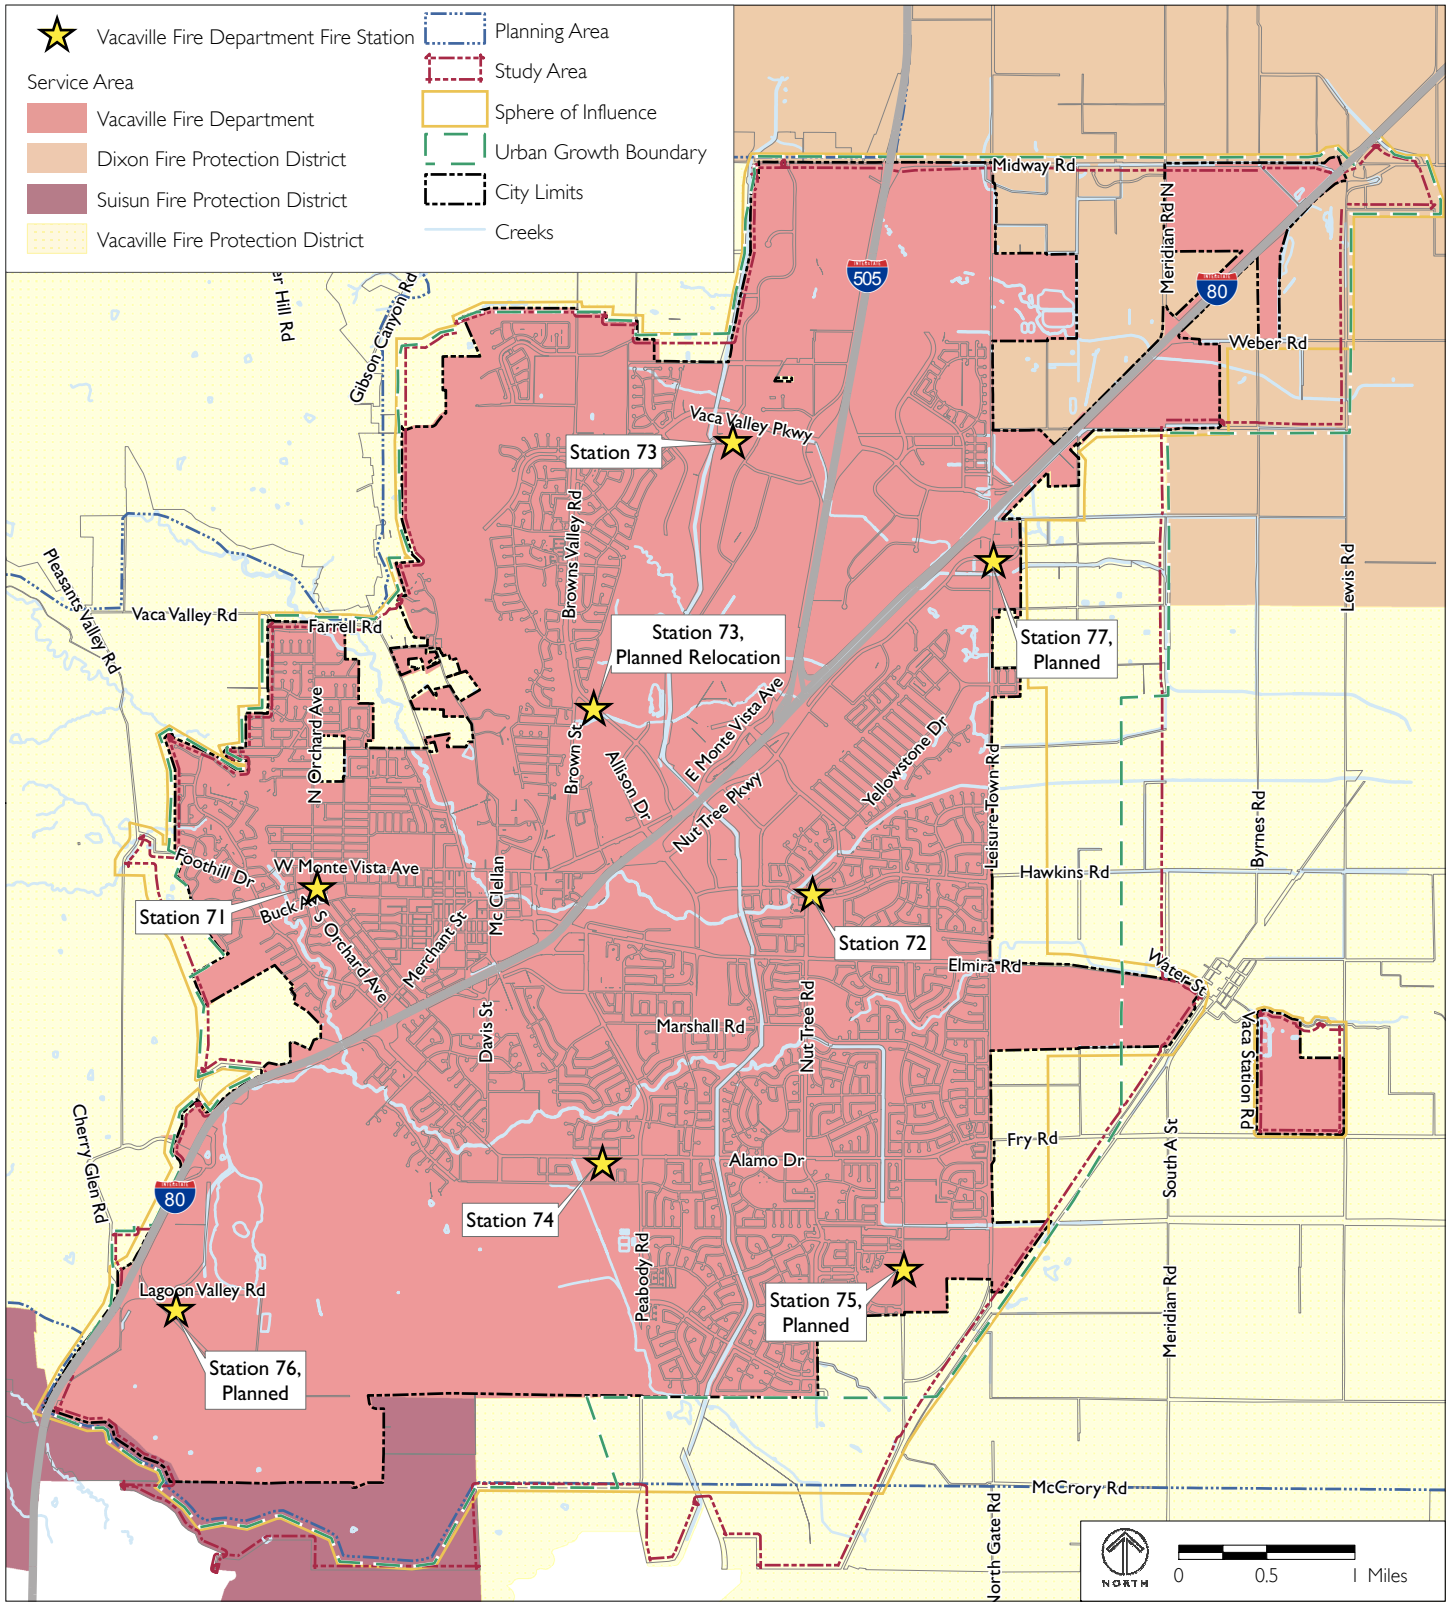 Vacaville Fire Department Fire Station
Service Area
Vacaville Fire Department
Dixon Fire Protection District
Suisun Fire Protection District
Vacaville Fire Protection District
Planning Area
Study Area
Sphere of Influence
Urban Growth Boundary
City Limits
Creeks
Midway Rd
Meridian Rd N
INTERSTATE
505
INTERSTATE
80
er Hill Rd
Gibson Canyon Rd
Weber Rd
Vaca Valley Pkwy
Station 73
Browns Valley Rd
Pleasants Valley Rd
Lewis Rd
Vaca Valley Rd
Farrell Rd
Station 73,
Planned Relocation
Station 77,
Planned
N Orchard Ave
Brown St
Allison Dr
E Monte Vista Ave
Nut Tree Pkwy
Yellowstone Dr
Leisure Town Rd
Byrnes Rd
Foothill Dr
W Monte Vista Ave
Mc Clellan
Hawkins Rd
Station 71
Buck A
S Orchard Ave
Merchant St
Station 72
Elmira Rd
Water St
Davis St
Marshall Rd
Nut Tree Rd
Vaca Station Rd
Cherry Glen Rd
Fry Rd
South A St
Alamo Dr
INTERSTATE
80
Station 74
Peabody Rd
Lagoon Valley Rd
Station 75,
Planned
Meridian Rd
Station 76,
Planned
McCrory Rd
North Gate Rd
NORTH
0 0.5 1 Miles